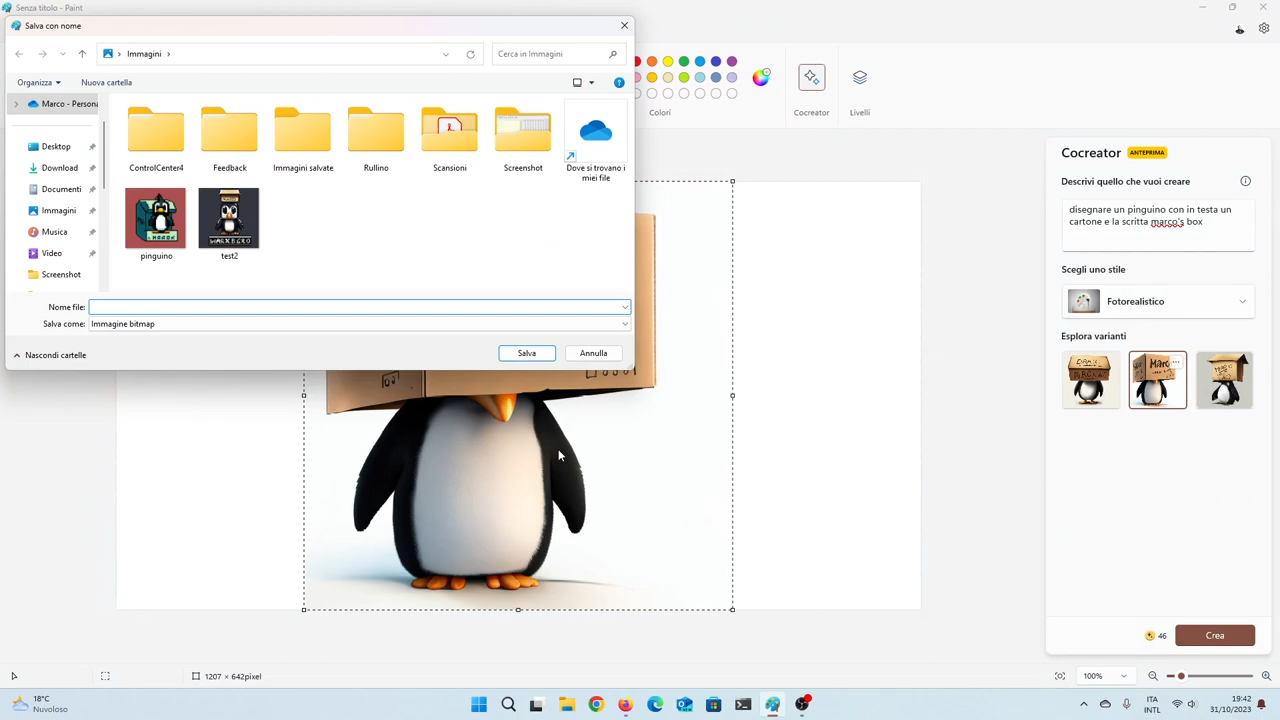 Senza titolo - Paint
Salva con nome
Immagini
Cerca in Immagini
Organizza
Nuova cartella
Marco - Persona
Desktop
Download
Documenti
Immagini
Musica
Video
Screenshot
ControlCenter4
Feedback
Immagini salvate
Rullino
Scansioni
Screenshot
Dove si trovano i
miei file
pinguino
test2
Nome file:
Salva come:
Immagine bitmap
Nascondi cartelle
Salva
Annulla
Colori
Cocreator
Livelli
Cocreator
ANTEPRIMA
Descrivi quello che vuoi creare
disegnare un pinguino con in testa un
cartone e la scritta marco's box
Scegli uno stile
Fotorealistico
Esplora varianti
Marc
46
Crea
1207 × 642pixel
100%
18°C
Nuvoloso
ITA
INTL
19:42
31/10/2023